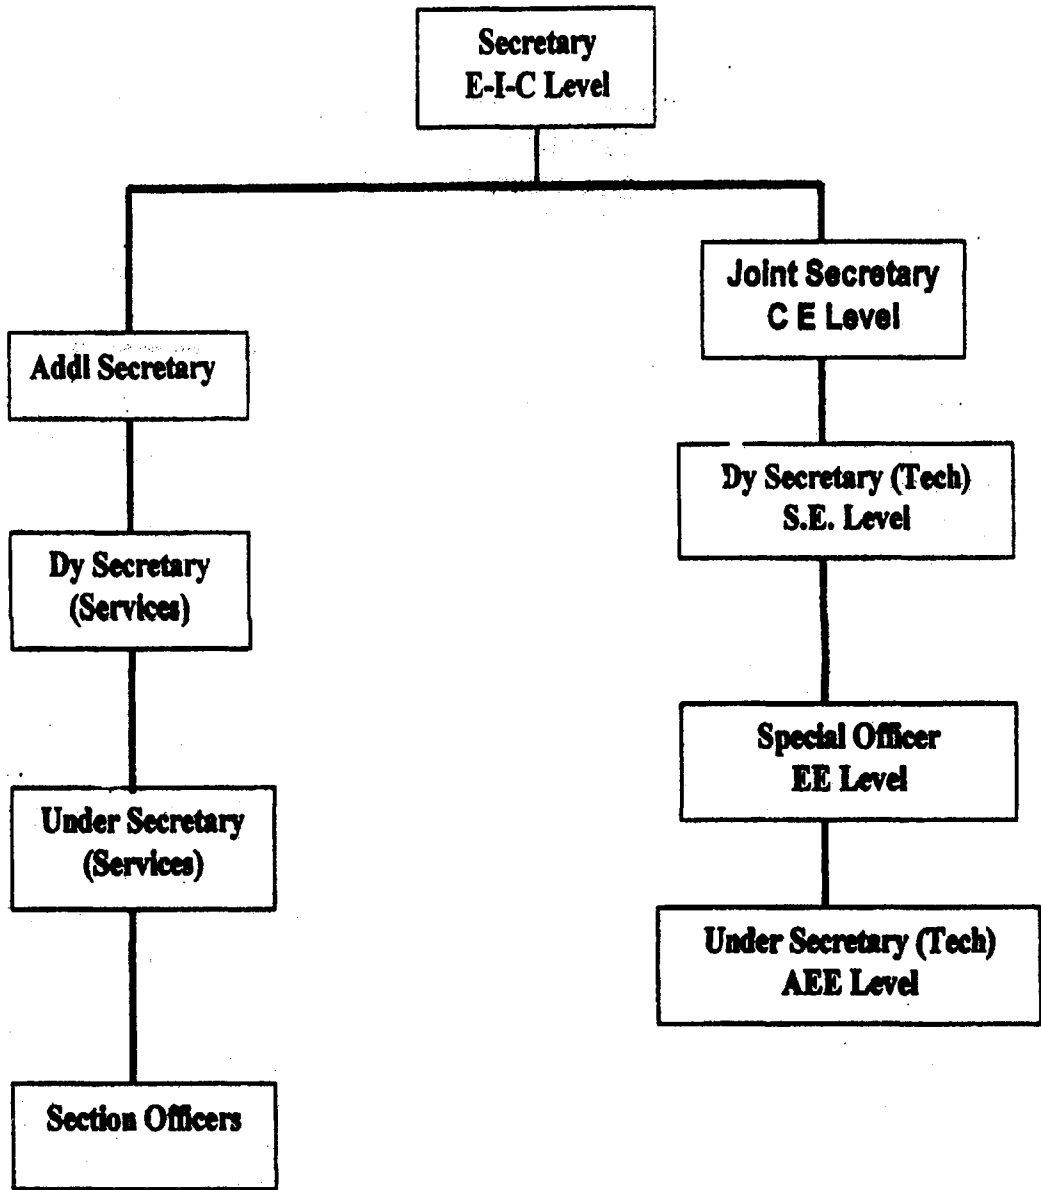 Secretary
E-I-C Level
Joint Secretary
C E Level
Addl Secretary
Dy Secretary (Tech)
S.E. Level
Dy Secretary
(Services)
Special Officer
EE Level
Under Secretary
(Services)
Under Secretary (Tech)
AEE Level
Section Officers